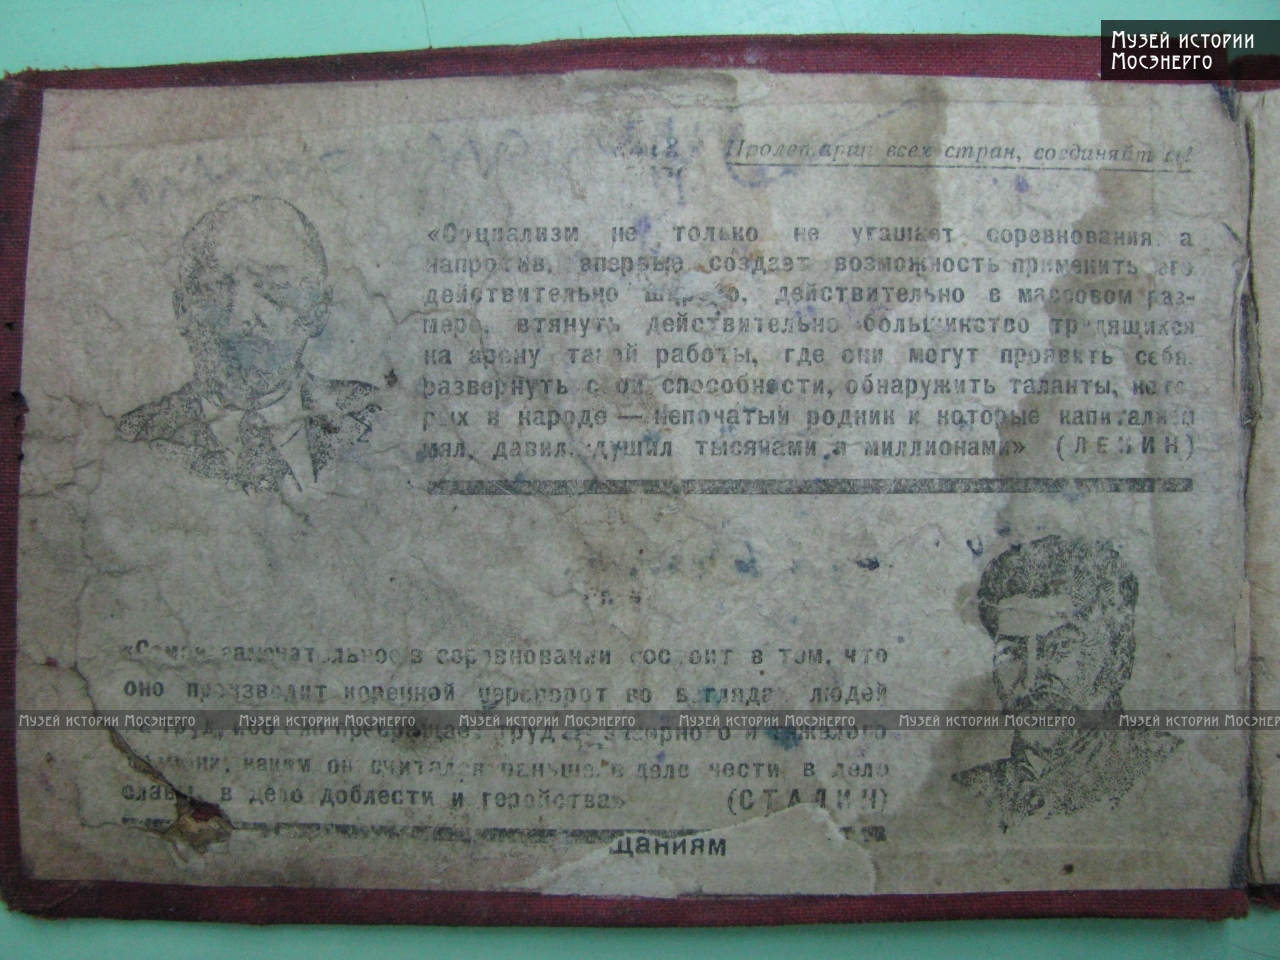 Музей истории
Мосэнерго
Пролетарии всех стран, соединяйтесь!
«Социализм не только не угашает соревнования, а
напротив, впервые создает возможность применить его
действительно широко, действительно в массовом раз-
мере, втянуть действительно большинство трудящихся
на арену такой работы, где они могут проявить себя,
развернуть свои способности, обнаружить таланты, кото-
рых в народе — непочатый родник и которые капитализм
мял, давил, душил тысячами и миллионами» (ЛЕНИН)
«Самое замечательное в соревновании состоит в том, что
оно производит коренной переворот во взглядах людей
Музей истории Мосэнерго Музей истории Мосэнерго Музей истории Мосэнерго Музей истории Мосэнерго Музей истории Мосэнерго Музей истории Мосэнерго
на труд, ибо оно превращает труд из зазорного и тяжелого
бремени, каким он считался раньше, в дело чести, в дело
славы, в дело доблести и геройства» (СТАЛИН)
щаниям